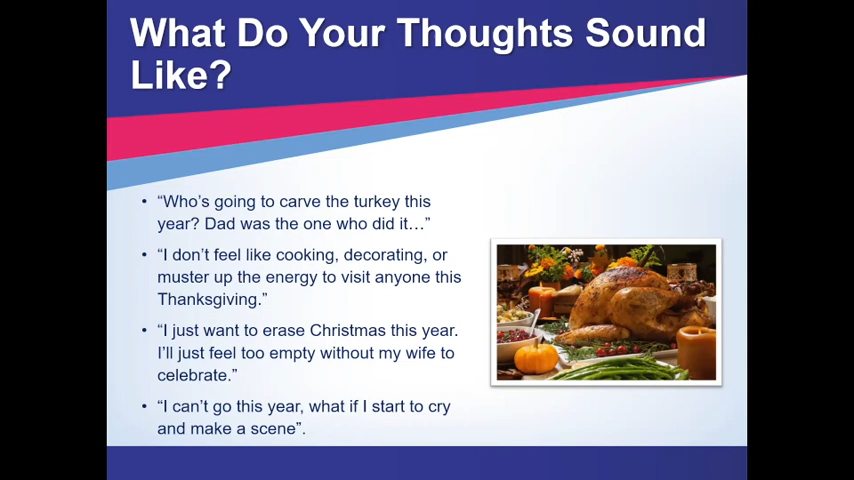 What Do Your Thoughts Sound
Like?
• “Who’s going to carve the turkey this
year? Dad was the one who did it…”
• “I don’t feel like cooking, decorating, or
muster up the energy to visit anyone this
Thanksgiving.”
• “I just want to erase Christmas this year.
I’ll just feel too empty without my wife to
celebrate.”
• “I can’t go this year, what if I start to cry
and make a scene”.